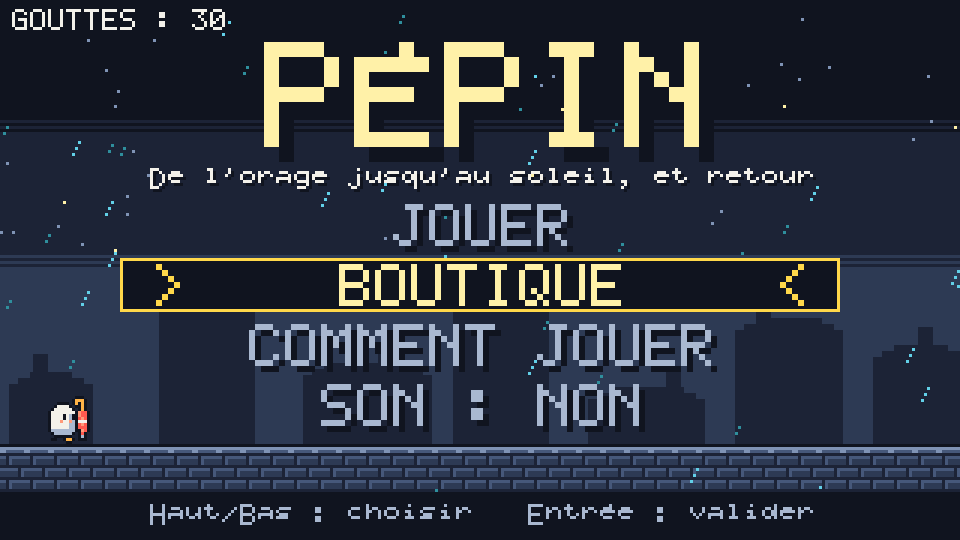 GOUTTES : 30
PÉPIN
De l'orage jusqu'au soleil, et retour
JOUER
> BOUTIQUE <
COMMENT JOUER
SON : NON
Haut/Bas : choisir Entrée : valider